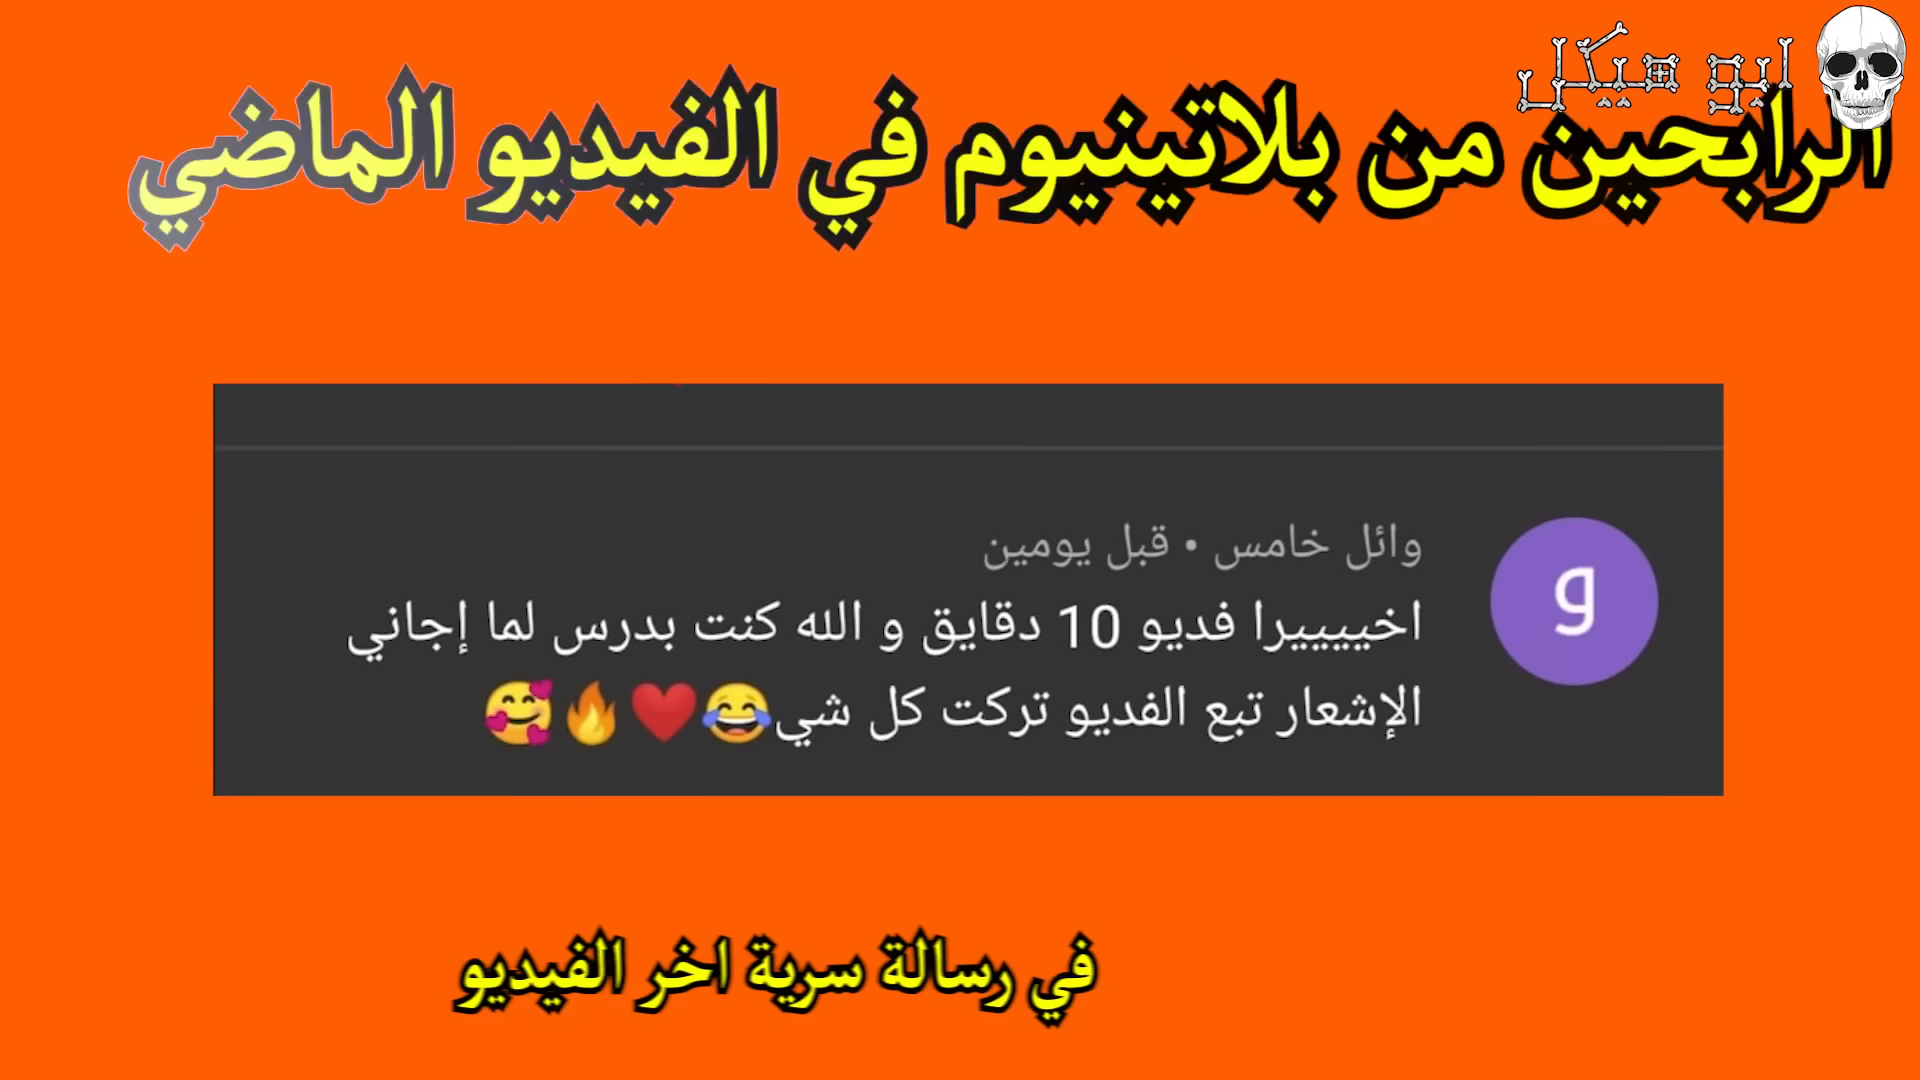 ابو هيكل
الرابحين من بلاتينيوم في الفيديو الماضي
و
وائل خامس • قبل يومين
اخيييييرا فديو 10 دقايق و الله كنت بدرس لما إجاني
الإشعار تبع الفديو تركت كل شي😂❤️🔥🥰
في رسالة سرية اخر الفيديو